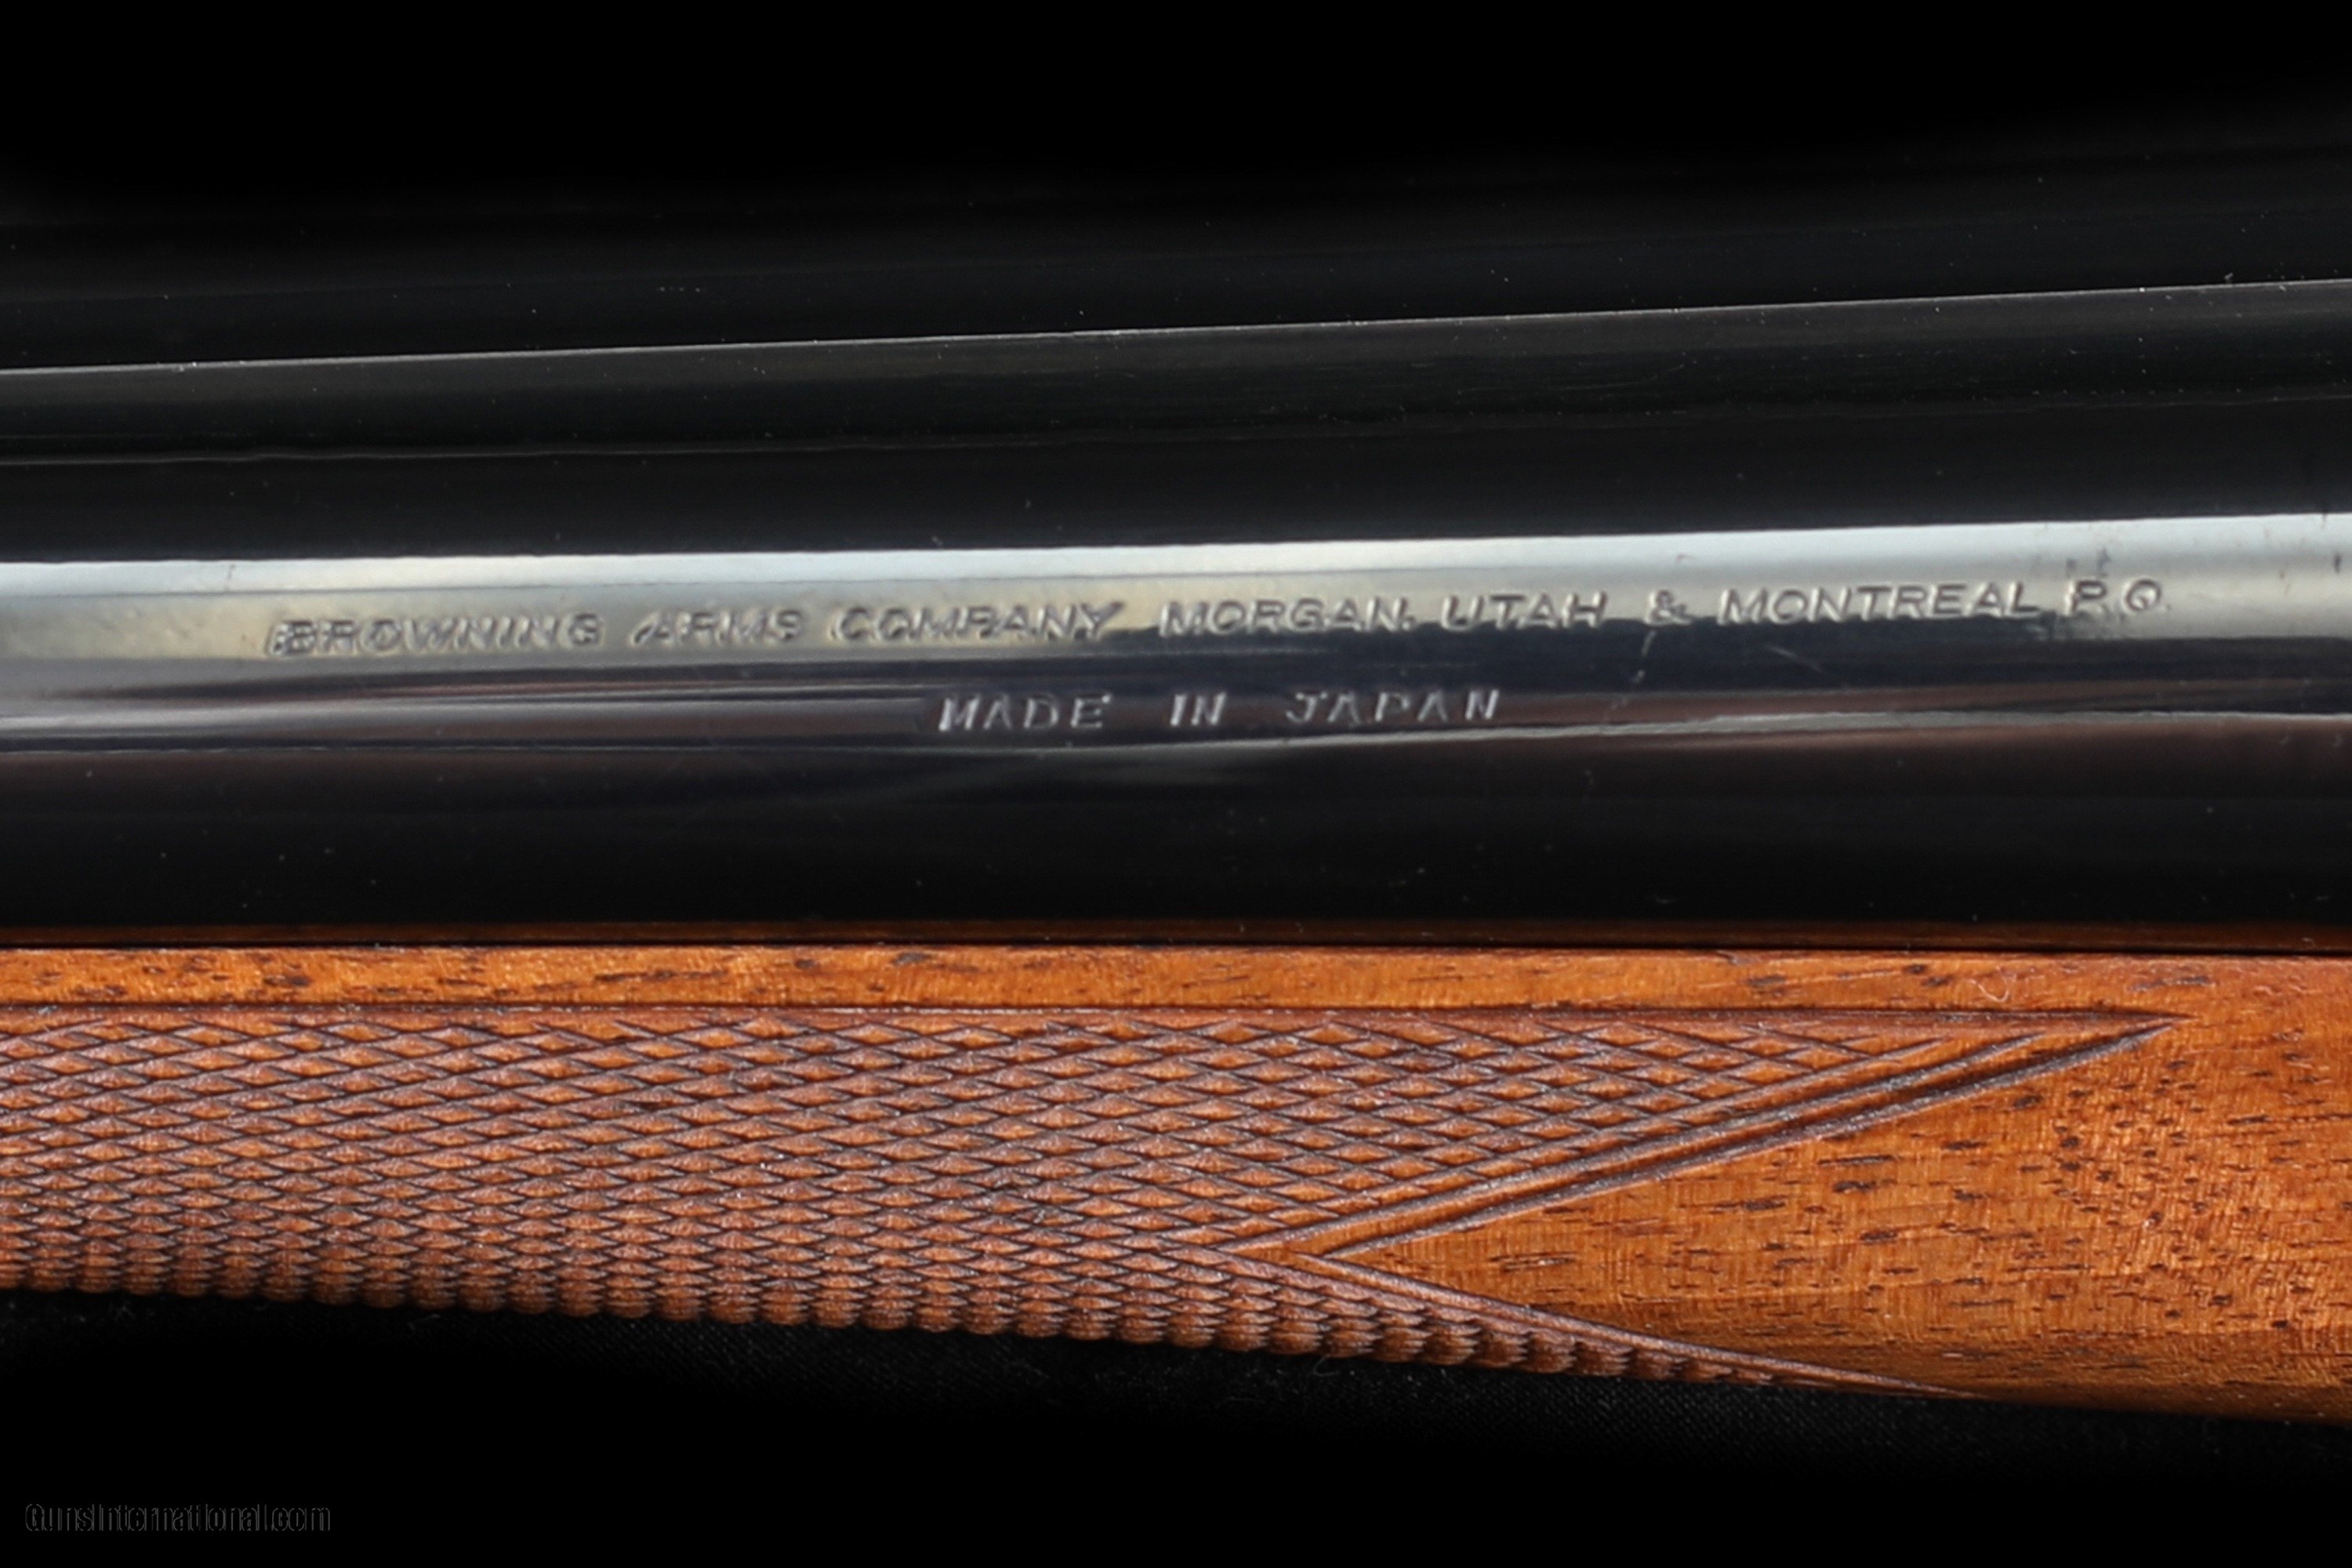 BROWNING ARMS COMPANY MORGAN, UTAH & MONTREAL P.Q.
MADE IN JAPAN
GunsInternational.com